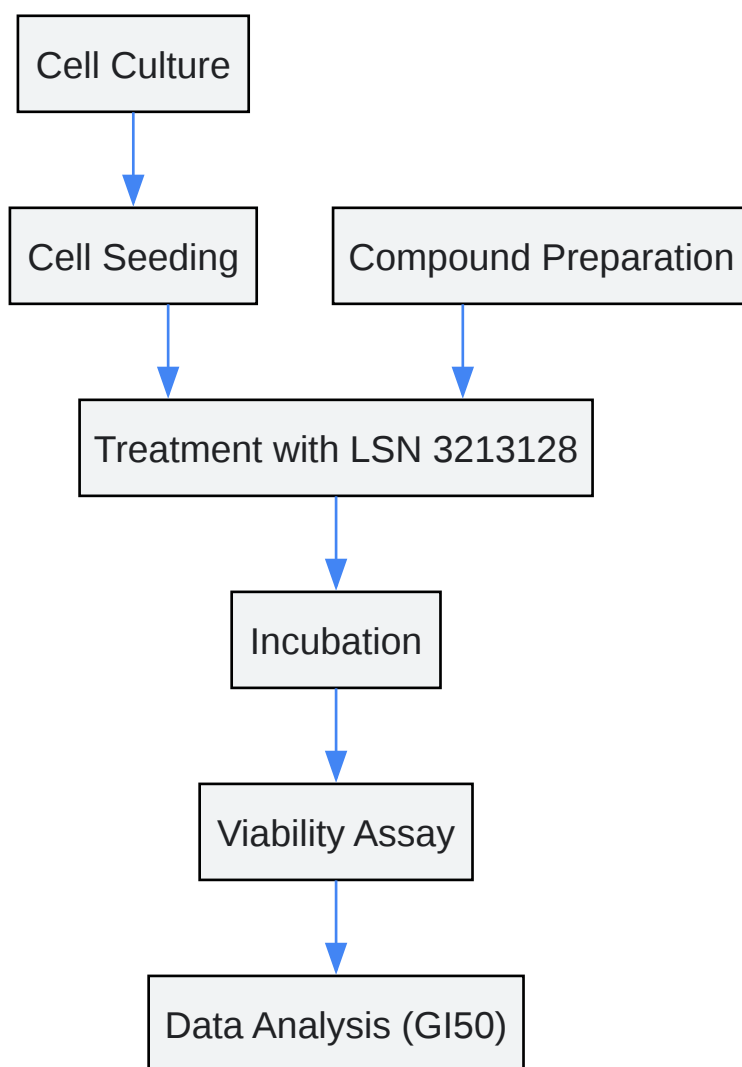 Cell Culture
Cell Seeding
Compound Preparation
Treatment with LSN 3213128
Incubation
Viability Assay
Data Analysis (GI50)